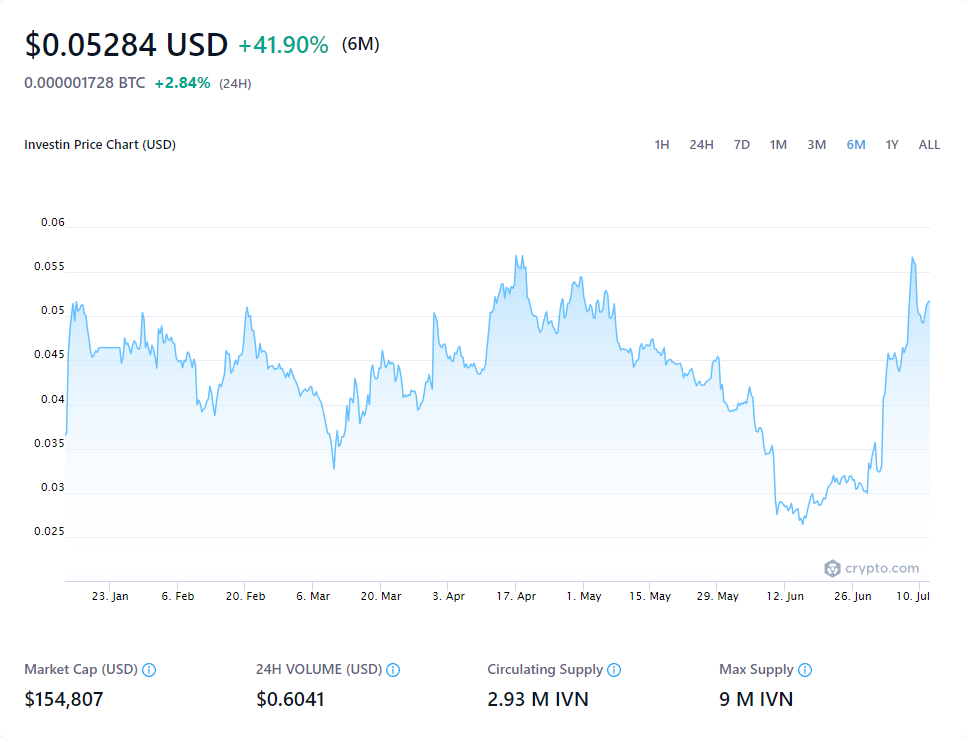 $0.05284 USD +41.90% (6M)
0.000001728 BTC +2.84% (24H)
Investin Price Chart (USD) 1H 24H 7D 1M 3M 6M 1Y ALL
0.06
0.055
0.05
0.045
0.04
0.035
0.03
0.025
crypto.com
23. Jan 6. Feb 20. Feb 6. Mar 20. Mar 3. Apr 17. Apr 1. May 15. May 29. May 12. Jun 26. Jun 10. Jul
Market Cap (USD) 24H VOLUME (USD) Circulating Supply Max Supply
$154,807 $0.6041 2.93 M IVN 9 M IVN